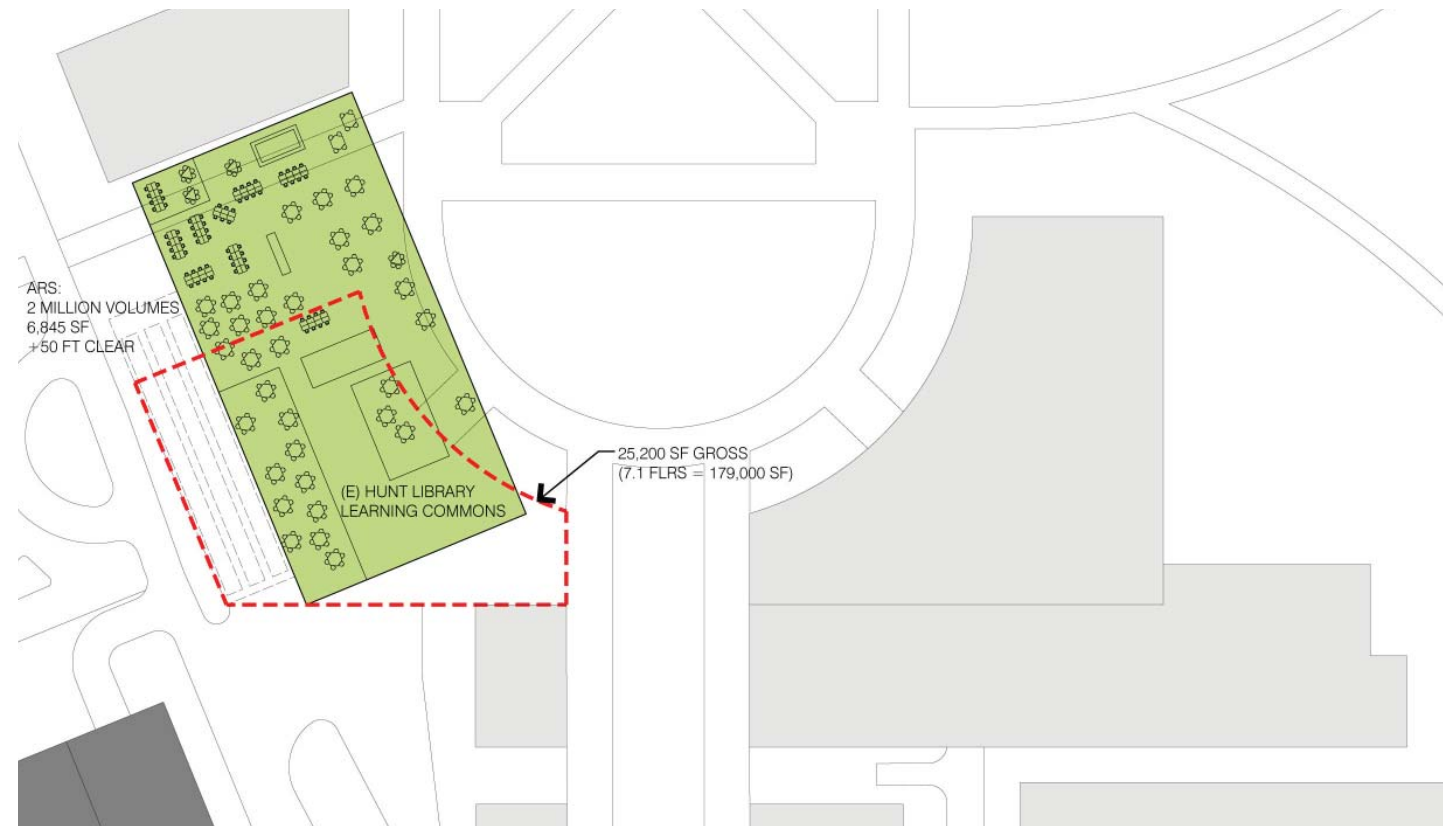 ARS:
2 MILLION VOLUMES
6,845 SF
+50 FT CLEAR
25,200 SF GROSS
(7.1 FLRS = 179,000 SF)
(E) HUNT LIBRARY
LEARNING COMMONS